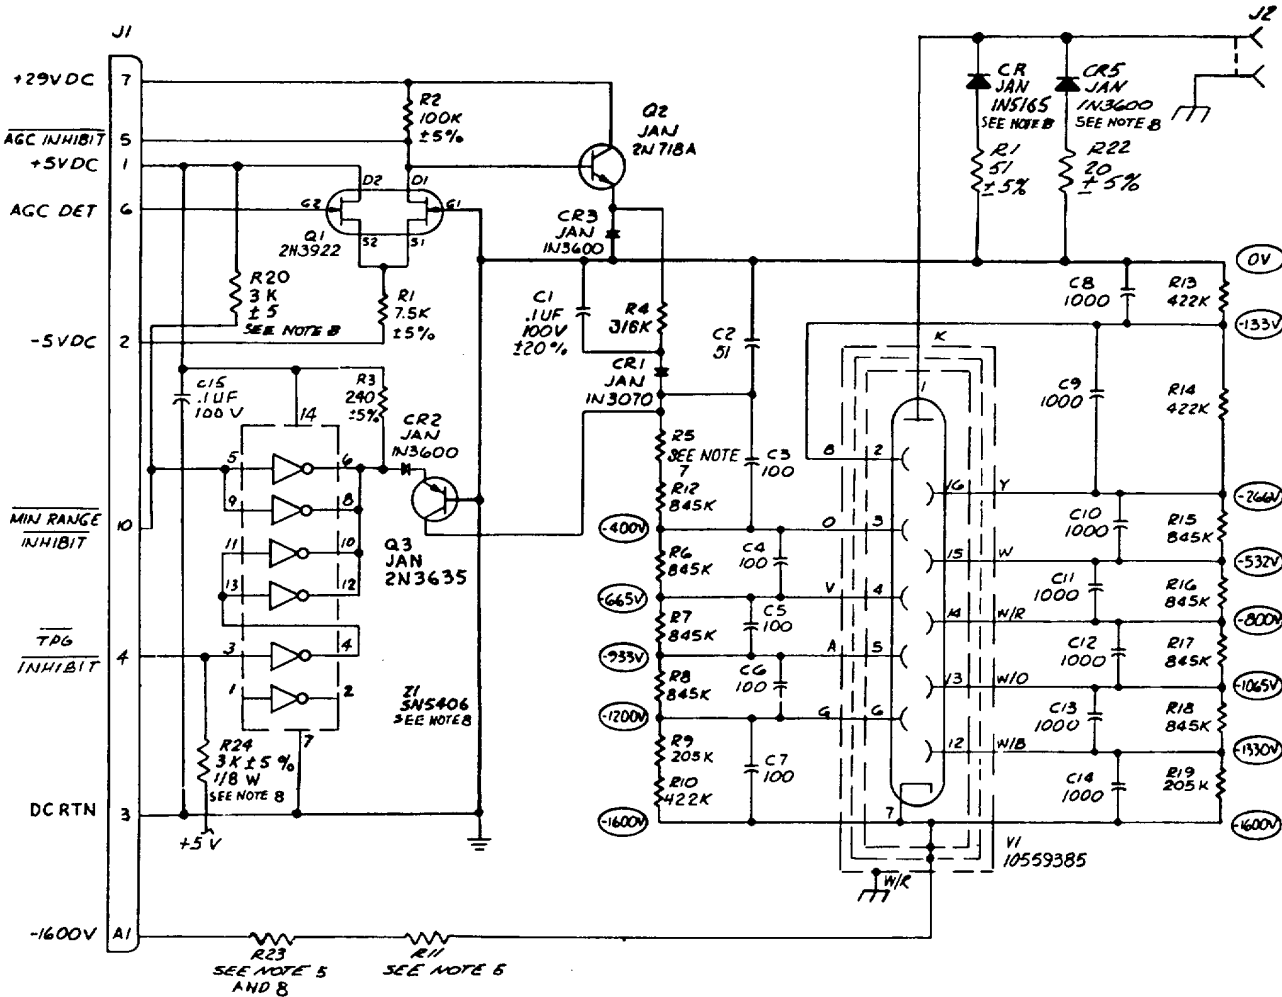 J1
J2
+29VDC 7
AGC INHIBIT 5
+5VDC 1
AGC DET 6
-5VDC 2
MIN RANGE
INHIBIT
10
TPG
INHIBIT
4
DC RTN 3
-1600V A1
R2
100K
±5%
Q2
JAN
2N718A
D2
D1
G2
G1
S2
S1
Q1
2N3922
CR3
JAN
1N3600
R20
3K
±5
SEE NOTE 8
R1
7.5K
±5%
C1
.1UF
100V
±20%
R4
316K
C2
51
CR1
JAN
1N3070
C15
.1UF
100V
R3
240
±5%
CR2
JAN
1N3600
14
5
6
9
8
11
10
13
12
3
4
1
2
7
Q3
JAN
2N3635
Z1
SN5406
SEE NOTE 8
R24
3K ±5%
1/8 W
SEE NOTE 8
+5V
R23
SEE NOTE 5
AND 8
R11
SEE NOTE 6
R5
SEE NOTE
7
R12
845K
C3
100
-400V
R6
845K
C4
100
-665V
R7
845K
C5
100
-933V
R8
845K
C6
100
-1200V
R9
205K
R10
422K
C7
100
-1600V
CR
JAN
1N5165
SEE NOTE 8
R1
51
±5%
CR5
JAN
1N3600
SEE NOTE 8
R22
20
±5%
K
1
B 2
O 3
V 4
A 5
G 6
7
16 Y
15 W
14 W/R
13 W/O
12 W/B
W/R
V1
10559385
C8
1000
R13
422K
0V
-133V
C9
1000
R14
422K
-266V
C10
1000
R15
845K
-532V
C11
1000
R16
845K
-800V
C12
1000
R17
845K
-1065V
C13
1000
R18
845K
-1330V
C14
1000
R19
205K
-1600V